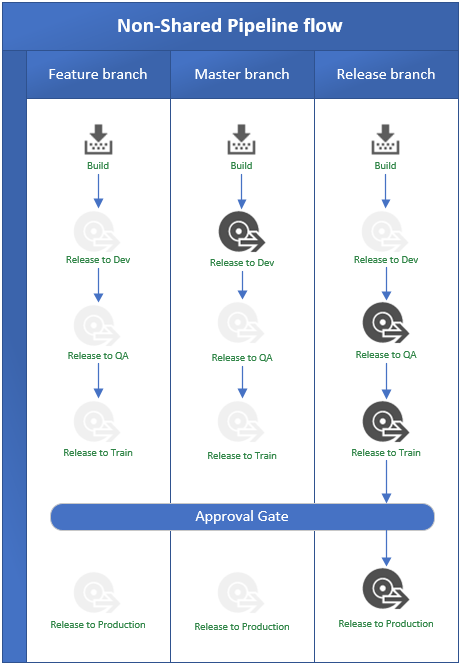 Non-Shared Pipeline flow
Feature branch
Master branch
Release branch
Build
Build
Build
Release to Dev
Release to Dev
Release to Dev
Release to QA
Release to QA
Release to QA
Release to Train
Release to Train
Release to Train
Approval Gate
Release to Production
Release to Production
Release to Production